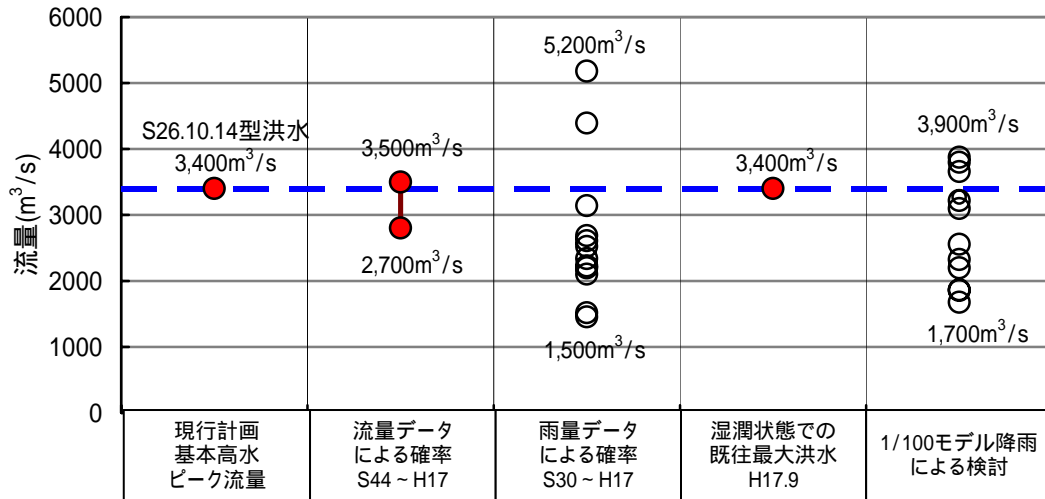 流量(m³/s)
6000
5000
4000
3000
2000
1000
0
S26.10.14型洪水
3,400m³/s
3,500m³/s
2,700m³/s
5,200m³/s
1,500m³/s
3,400m³/s
3,900m³/s
1,700m³/s
現行計画
基本高水
ピーク流量
流量データ
による確率
S44~H17
雨量データ
による確率
S30~H17
湿潤状態での
既往最大洪水
H17.9
1/100モデル降雨
による検討